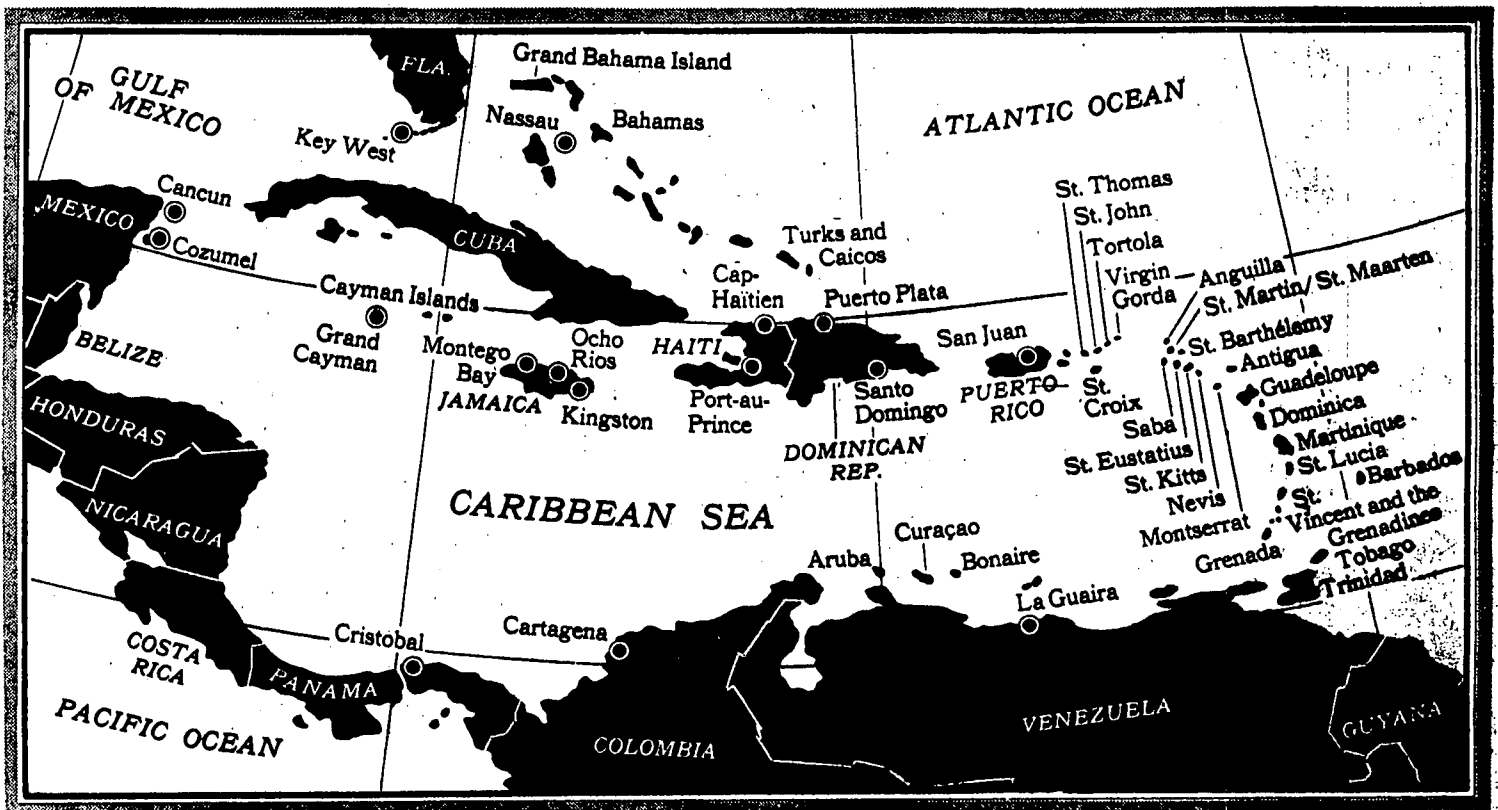 GULF
OF MEXICO
FLA.
Grand Bahama Island
ATLANTIC OCEAN
Key West
Nassau
Bahamas
Cancun
MEXICO
Cozumel
CUBA
St. Thomas
St. John
Tortola
Virgin
Gorda
Anguilla
St. Martin/ St. Maarten
St. Barthélemy
Antigua
Guadeloupe
Dominica
Martinique
St. Lucia
Barbados
St.
Vincent and the
Grenadines
Tobago
Trinidad
Turks and
Caicos
Cap-
Haïtien
Puerto Plata
Cayman Islands
Grand
Cayman
BELIZE
Montego
Bay
Ocho
Rios
JAMAICA
Kingston
HAITI
Port-au-
Prince
Santo
Domingo
DOMINICAN
REP.
San Juan
PUERTO
RICO
St.
Croix
Saba
St. Eustatius
St. Kitts
Nevis
Montserrat
Grenada
HONDURAS
NICARAGUA
CARIBBEAN SEA
Aruba
Curaçao
Bonaire
La Guaira
COSTA
RICA
Cristobal
Cartagena
PANAMA
PACIFIC OCEAN
COLOMBIA
VENEZUELA
GUYANA